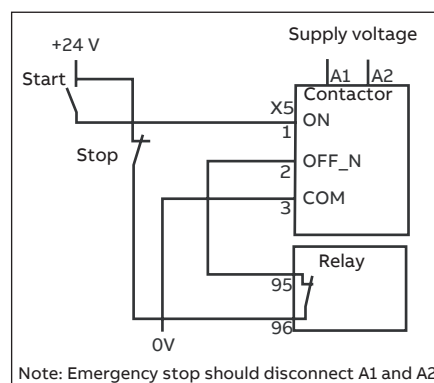 Supply voltage
+24 V
A1 A2
Start
Contactor
X5
ON
1
Stop
OFF_N
2
COM
3
Relay
95
96
0V
Note: Emergency stop should disconnect A1 and A2